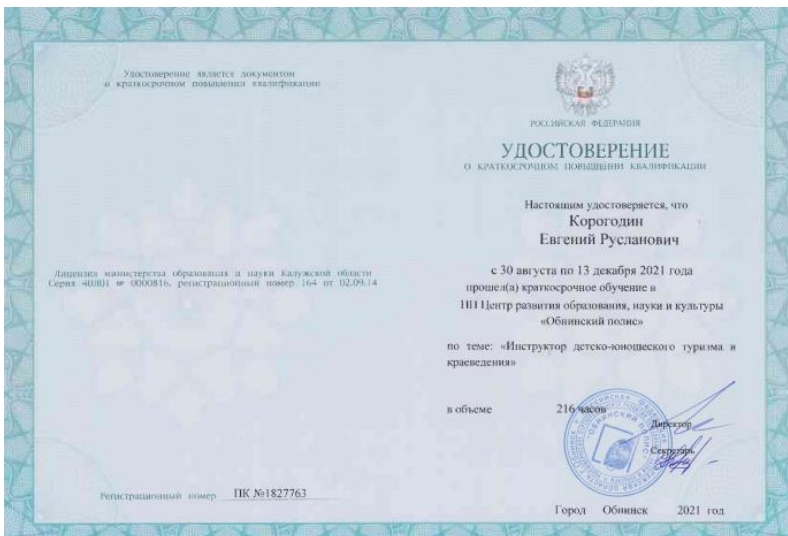 Удостоверение является документом
о краткосрочном повышении квалификации
Лицензия министерства образования и науки Калужской области
Серия 40Л01 № 0000816, регистрационный номер 164 от 02.09.14
Регистрационный номер ПК №1827763
РОССИЙСКАЯ ФЕДЕРАЦИЯ
УДОСТОВЕРЕНИЕ
О КРАТКОСРОЧНОМ ПОВЫШЕНИИ КВАЛИФИКАЦИИ
Настоящим удостоверяется, что
Корогодин
Евгений Русланович
с 30 августа по 13 декабря 2021 года
прошел(а) краткосрочное обучение в
НП Центр развития образования, науки и культуры
«Обнинский полис»
по теме: «Инструктор детско-юношеского туризма и
краеведения»
в объеме 216 часов
Директор
Секретарь
ОБНИНСКИЙ ПОЛИС
Город Обнинск 2021 год